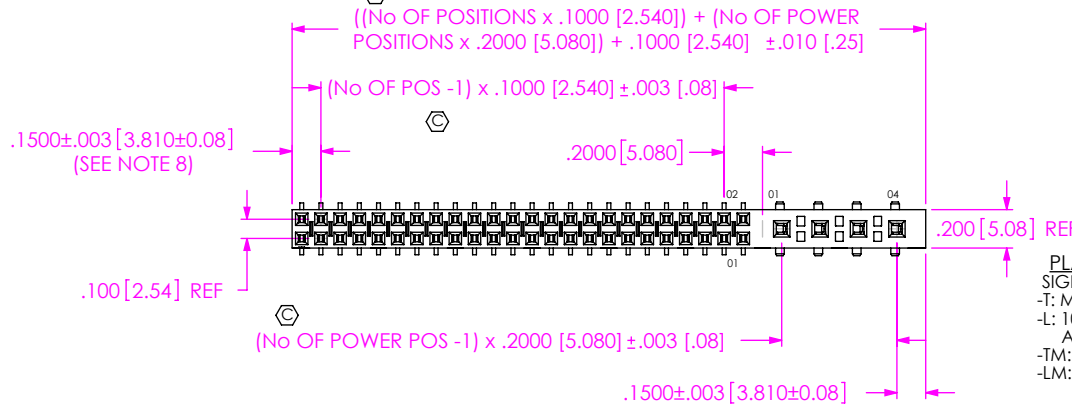 ((No OF POSITIONS x .1000 [2.540]) + (No OF POWER
POSITIONS x .2000 [5.080]) + .1000 [2.540] ±.010 [.25]
(No OF POS -1) x .1000 [2.540] ±.003 [.08]
C
.1500±.003 [3.810±0.08]
(SEE NOTE 8)
.2000 [5.080]
02
01
04
.200 [5.08] REF
01
.100 [2.54] REF
C
(No OF POWER POS -1) x .2000 [5.080] ±.003 [.08]
.1500±.003 [3.810±0.08]
-T: M
-L: 10
A
-TM:
-LM: